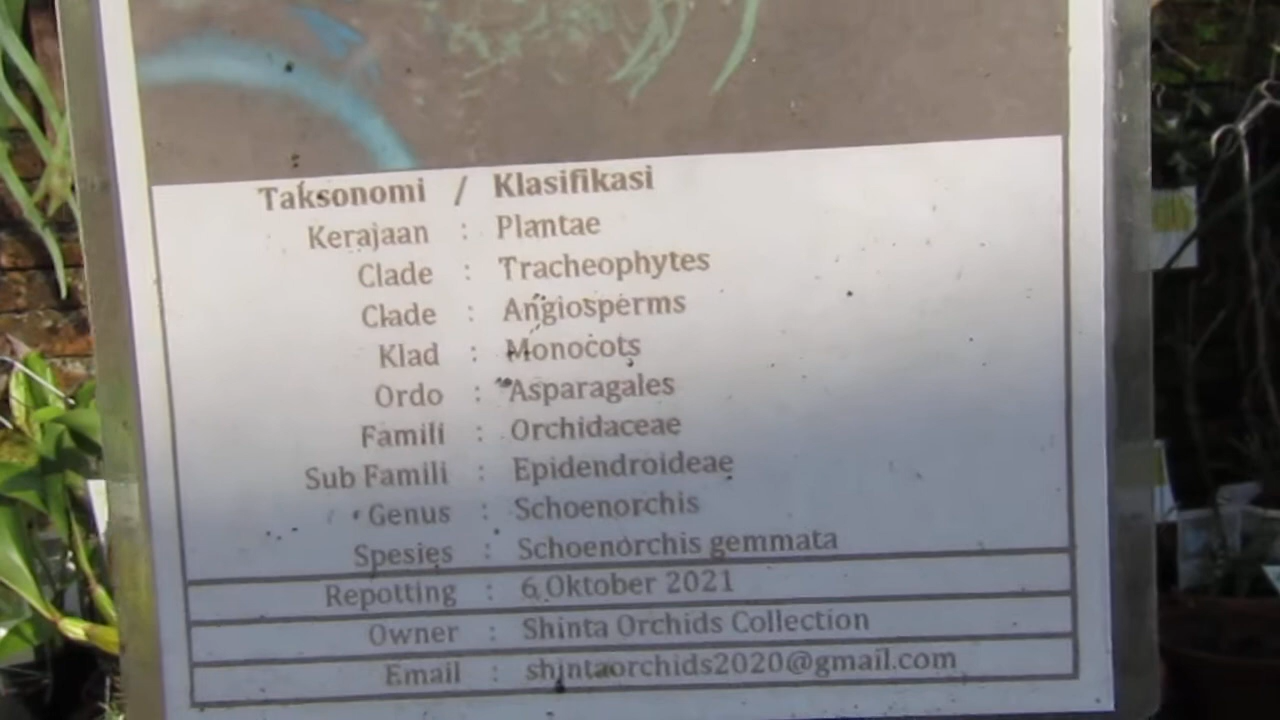 Taksonomi / Klasifikasi
Kerajaan : Plantae
Clade : Tracheophytes
Clade : Angiosperms
Klad : Monocots
Ordo : Asparagales
Famili : Orchidaceae
Sub Famili : Epidendroideae
Genus : Schoenorchis
Spesies : Schoenorchis gemmata
Repotting : 6 Oktober 2021
Owner : Shinta Orchids Collection
Email : shintaorchids2020@gmail.com